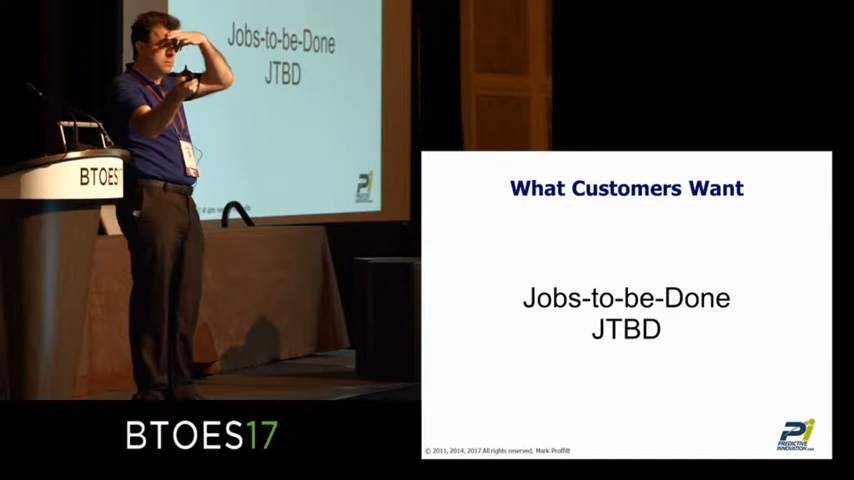 Jobs-to-be-Done
JTBD
BTOES
What Customers Want
Jobs-to-be-Done
JTBD
PREDICTIVE
INNOVATION.com
© 2011, 2014, 2017 All rights reserved, Mark Proffitt
BTOES17